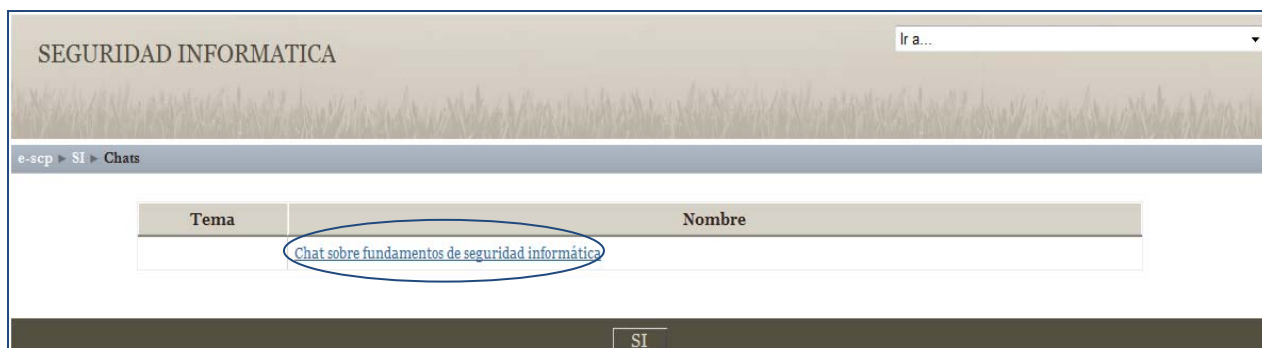 Ir a...
SEGURIDAD INFORMATICA
e-scp ► SI ► Chats
Tema Nombre
Chat sobre fundamentos de seguridad informática
SI